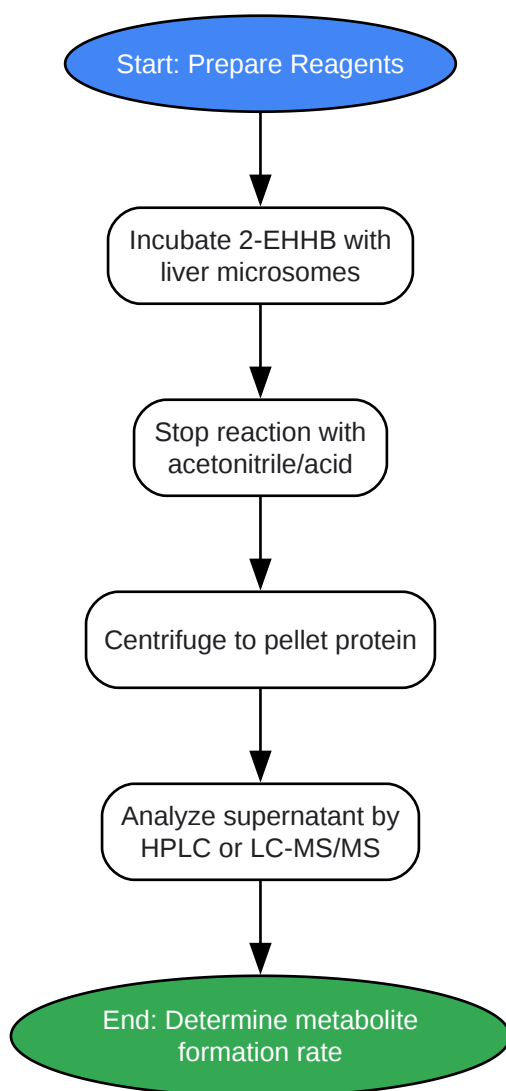 Start: Prepare Reagents
Incubate 2-EHHB with
liver microsomes
Stop reaction with
acetonitrile/acid
Centrifuge to pellet protein
Analyze supernatant by
HPLC or LC-MS/MS
End: Determine metabolite
formation rate